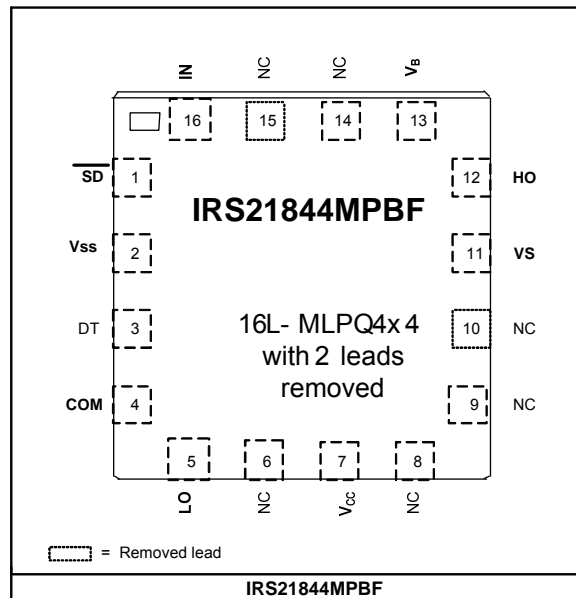 IN NC NC VB
16 15 14 13
SD 1 12 HO
IRS21844MPBF
Vss 2 11 VS
DT 3 10 NC
16L- MLPQ4x4
with 2 leads
removed
COM 4 9 NC
5 6 7 8
LO NC VCC NC
= Removed lead
IRS21844MPBF